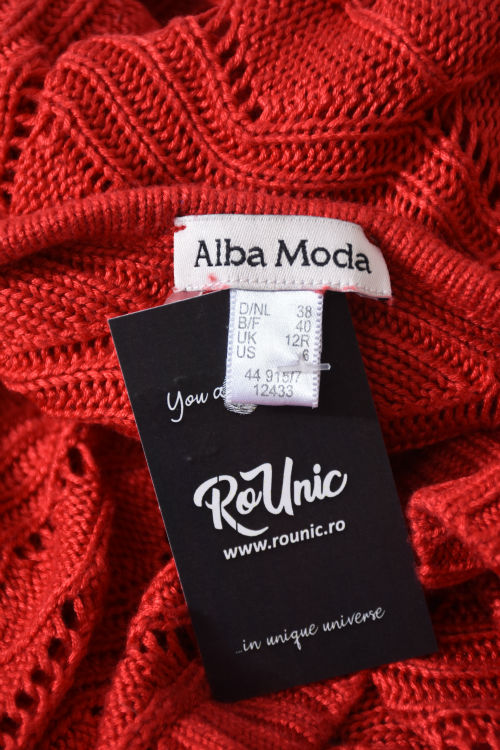 Alba Moda
D/NL 38
B/F 40
UK 12R
US 6
44 915/7
12433
You a
RoUnic
www.rounic.ro
...in unique universe